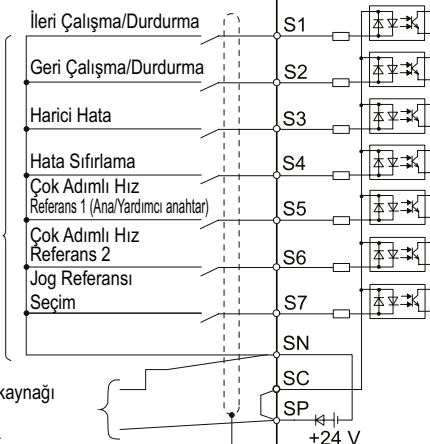 İleri Çalışma/Durdurma
S1
Geri Çalışma/Durdurma
S2
Harici Hata
S3
Hata Sıfırlama
S4
Çok Adımlı Hız
Referans 1 (Ana/Yardımcı anahtar)
S5
Çok Adımlı Hız
Referans 2
S6
Jog Referansı
Seçim
S7
SN
SC
kaynağı
SP
+24 V